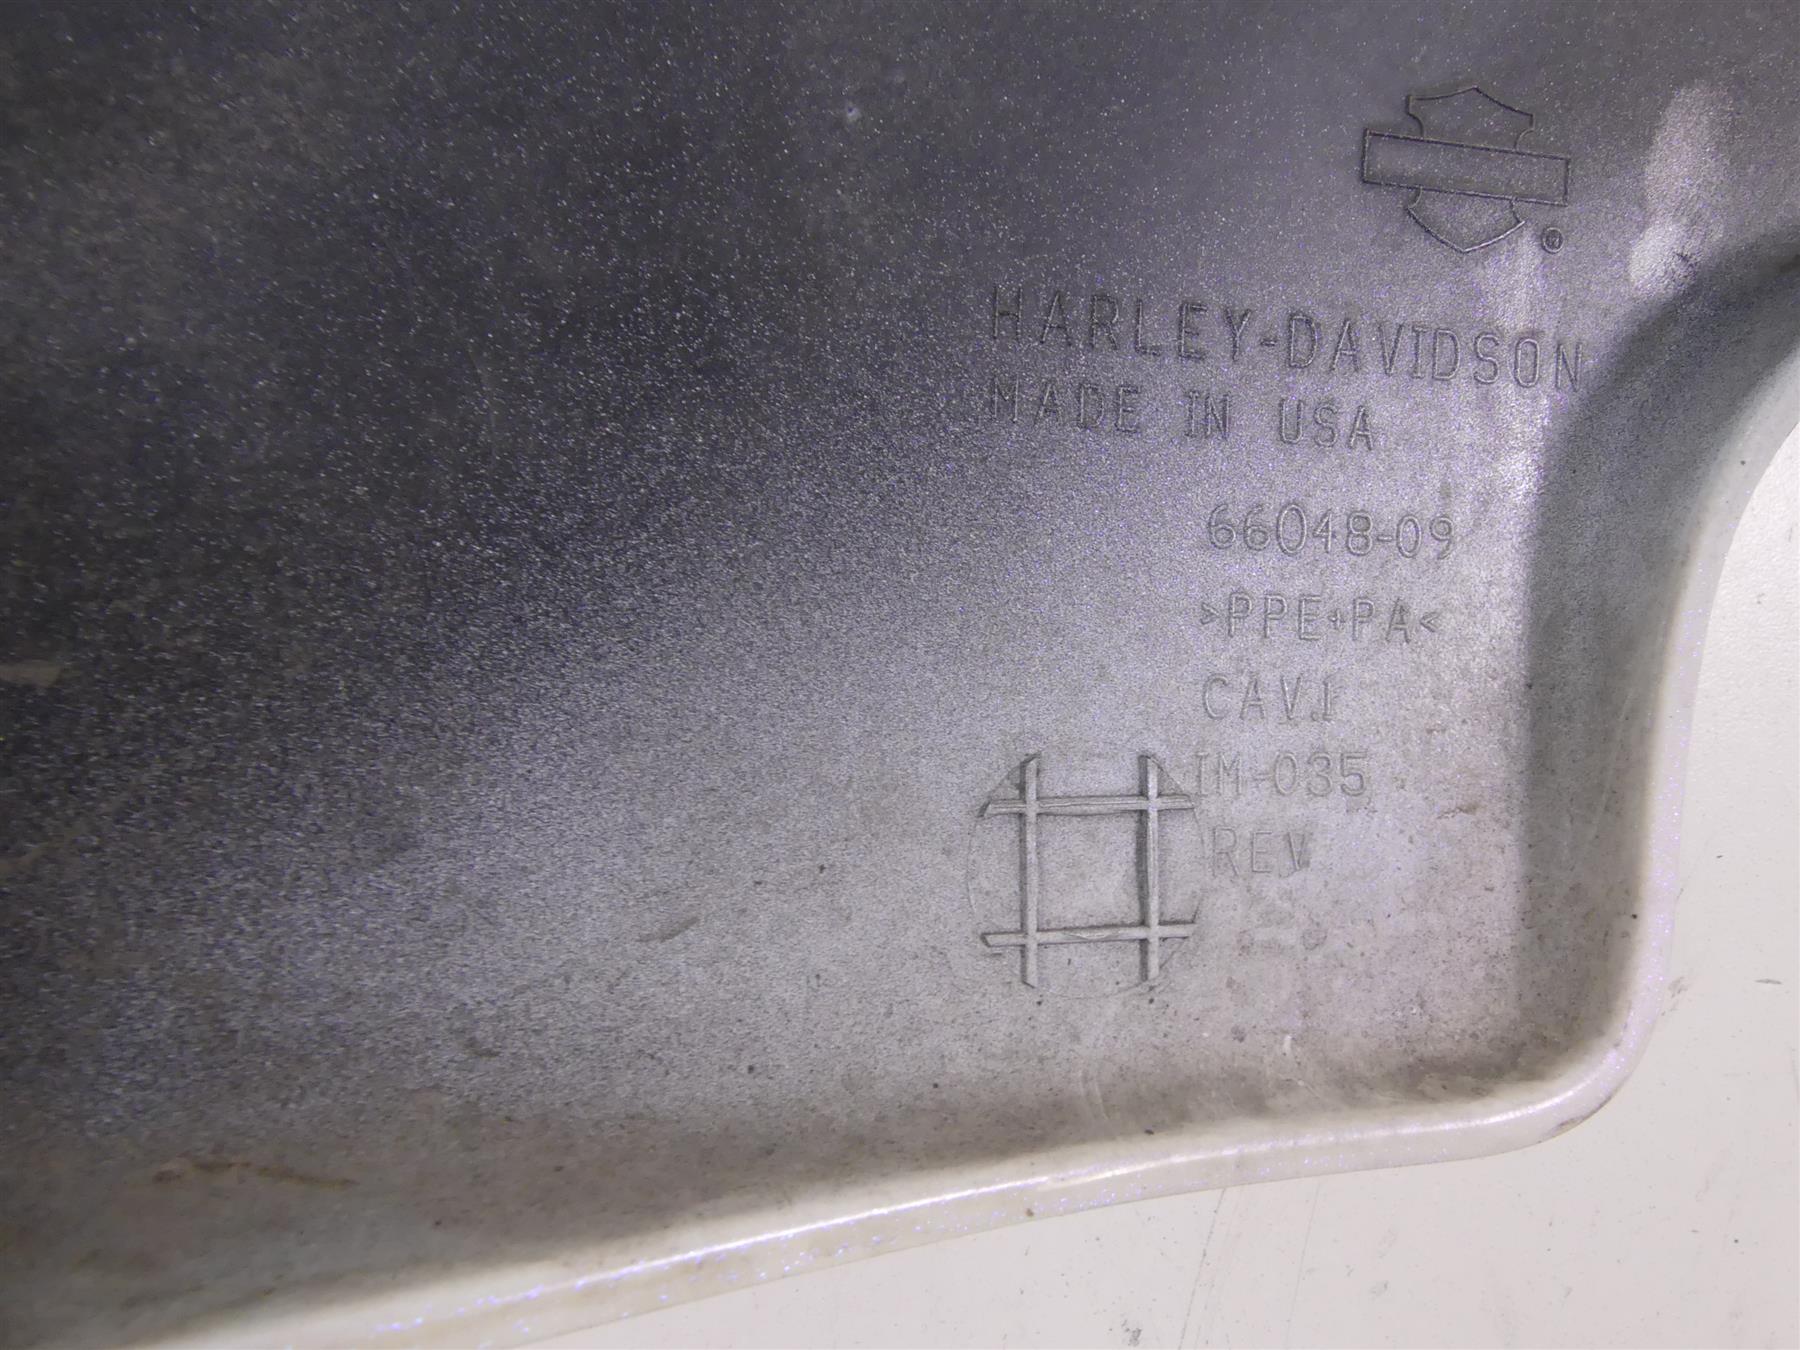 ®
HARLEY-DAVIDSON
MADE IN USA
66048-09
>PPE+PA<
CAV.1
IM-035
REV